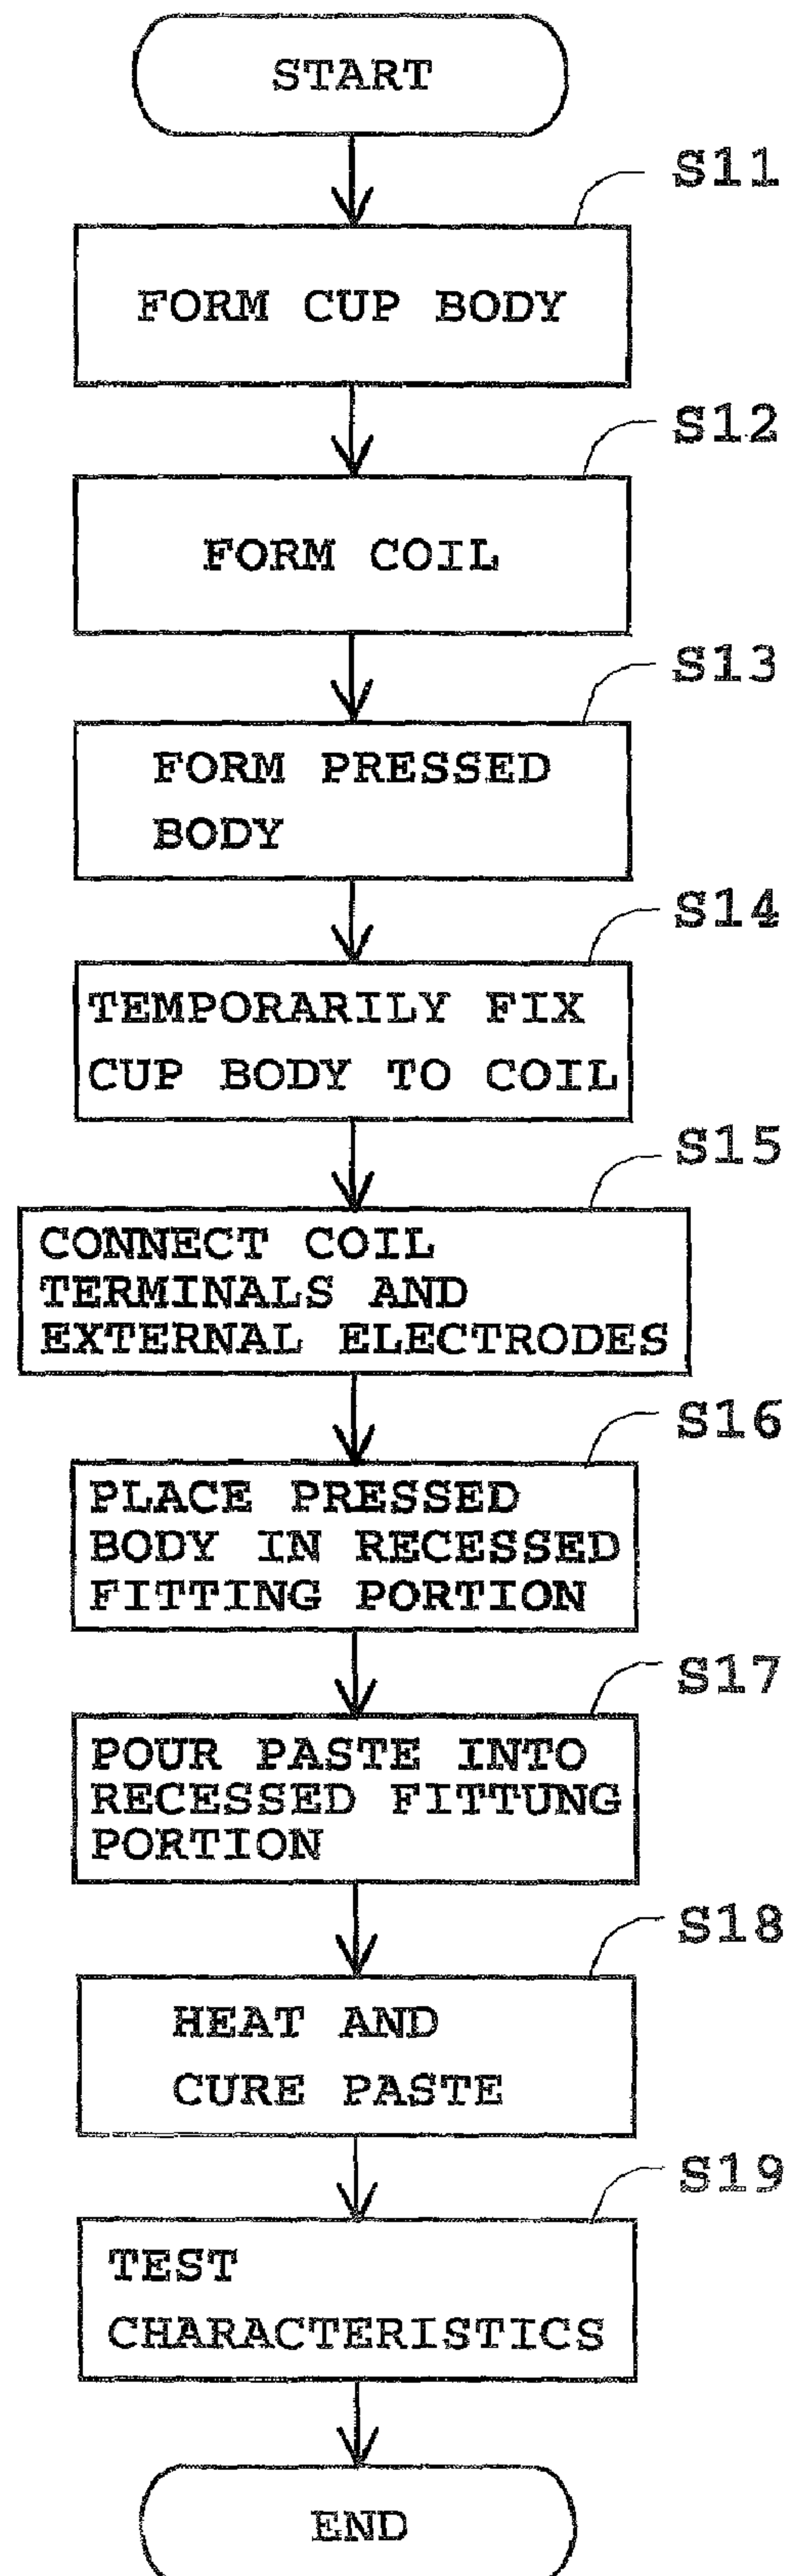 START
S11
FORM CUP BODY
S12
FORM COIL
S13
FORM PRESSED
BODY
S14
TEMPORARILY FIX
CUP BODY TO COIL
S15
CONNECT COIL
TERMINALS AND
EXTERNAL ELECTRODES
S16
PLACE PRESSED
BODY IN RECESSED
FITTING PORTION
S17
POUR PASTE INTO
RECESSED FITTUNG
PORTION
S18
HEAT AND
CURE PASTE
S19
TEST
CHARACTERISTICS
END